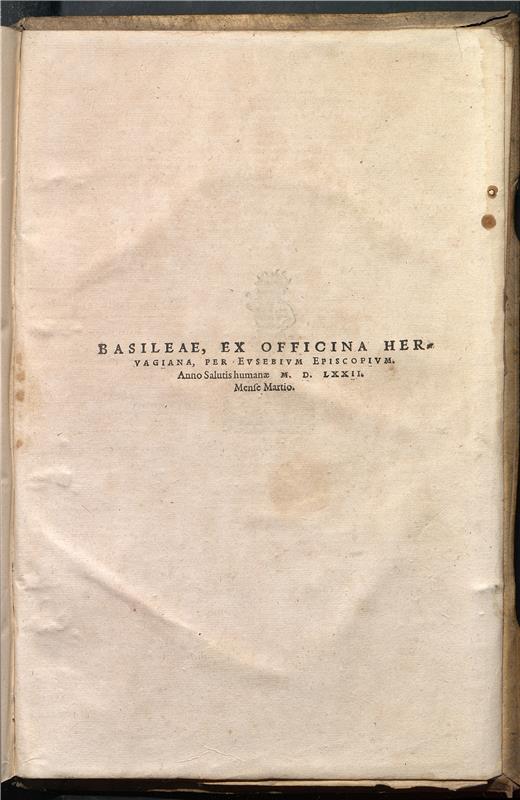 BASILEAE, EX OFFICINA HER-
VAGIANA, PER EVSEBIVM EPISCOPIVM.
Anno Salutis humanæ M. D. LXXII.
Menſe Martio.